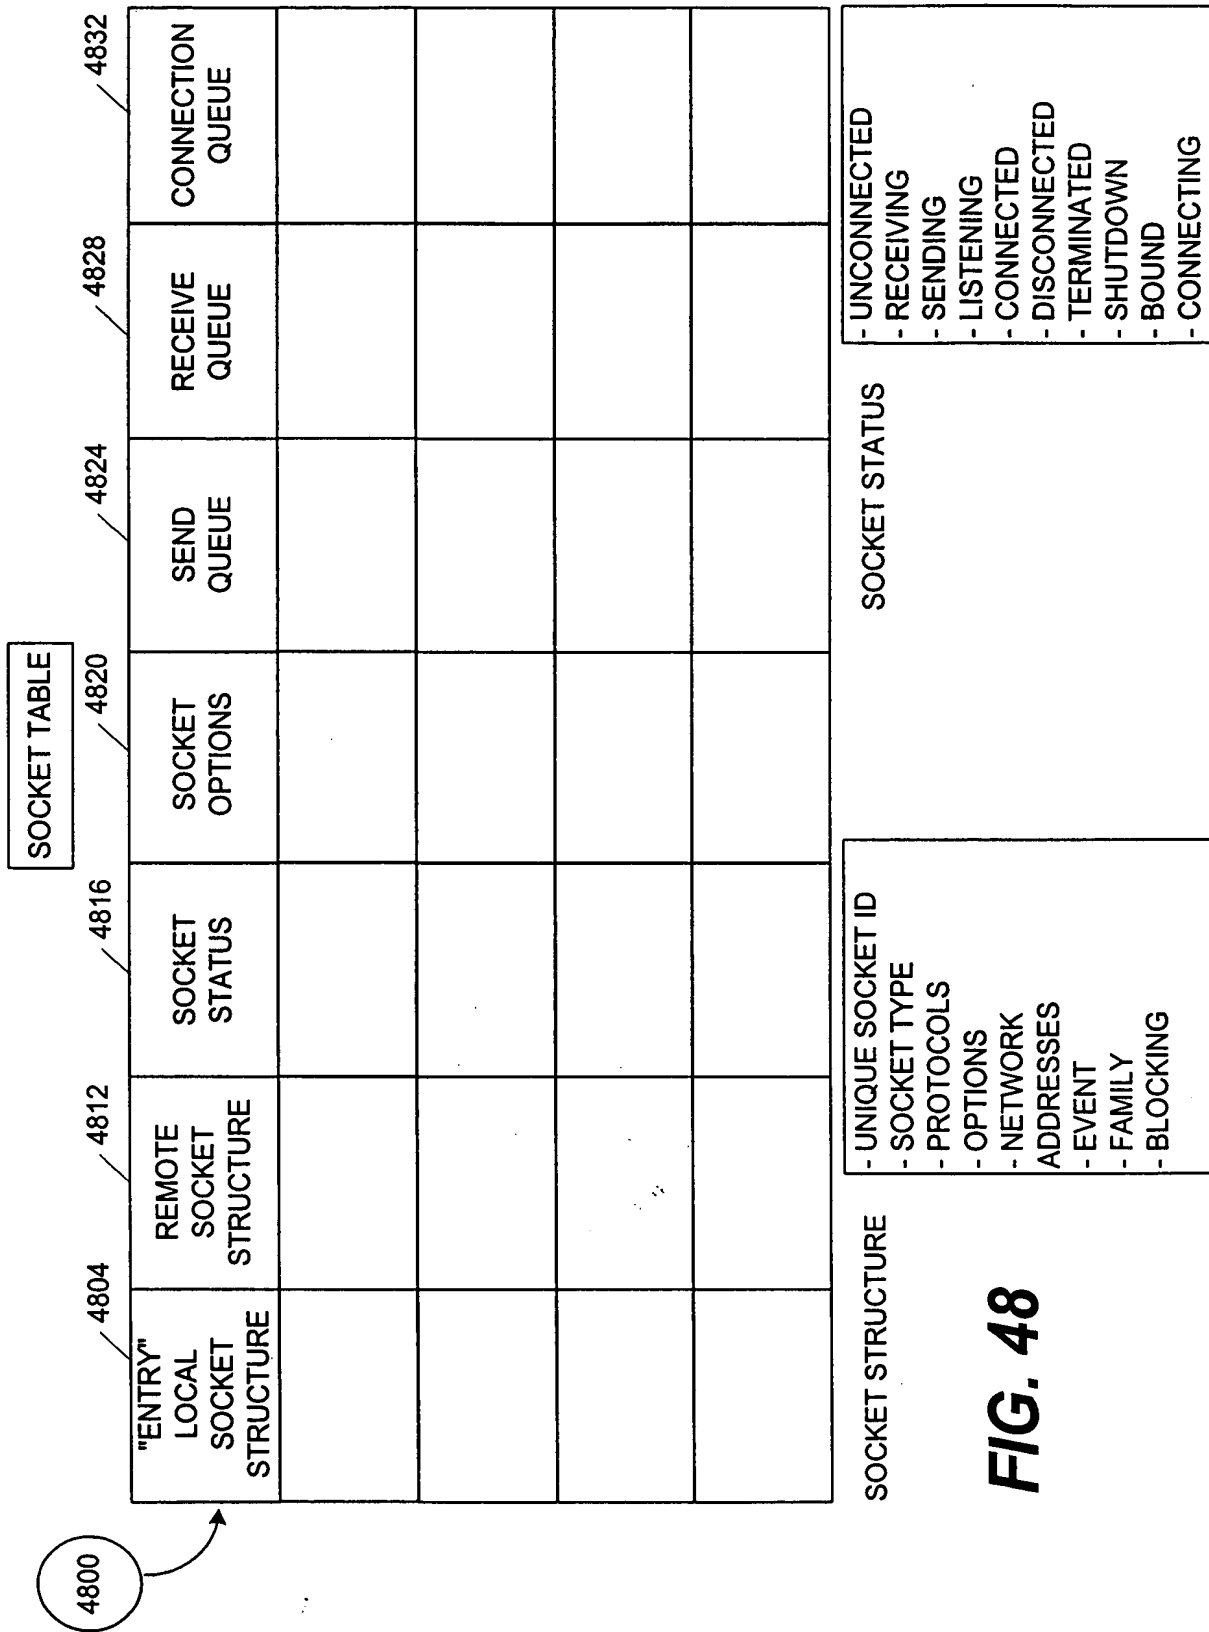 SOCKET TABLE
4800
4804
4812
4816
4820
4824
4828
4832
"ENTRY"
LOCAL
SOCKET
STRUCTURE
REMOTE
SOCKET
STRUCTURE
SOCKET
STATUS
SOCKET
OPTIONS
SEND
QUEUE
RECEIVE
QUEUE
CONNECTION
QUEUE
SOCKET STRUCTURE
- UNIQUE SOCKET ID
- SOCKET TYPE
- PROTOCOLS
- OPTIONS
- NETWORK
ADDRESSES
- EVENT
- FAMILY
- BLOCKING
SOCKET STATUS
- UNCONNECTED
- RECEIVING
- SENDING
- LISTENING
- CONNECTED
- DISCONNECTED
- TERMINATED
- SHUTDOWN
- BOUND
- CONNECTING
FIG. 48